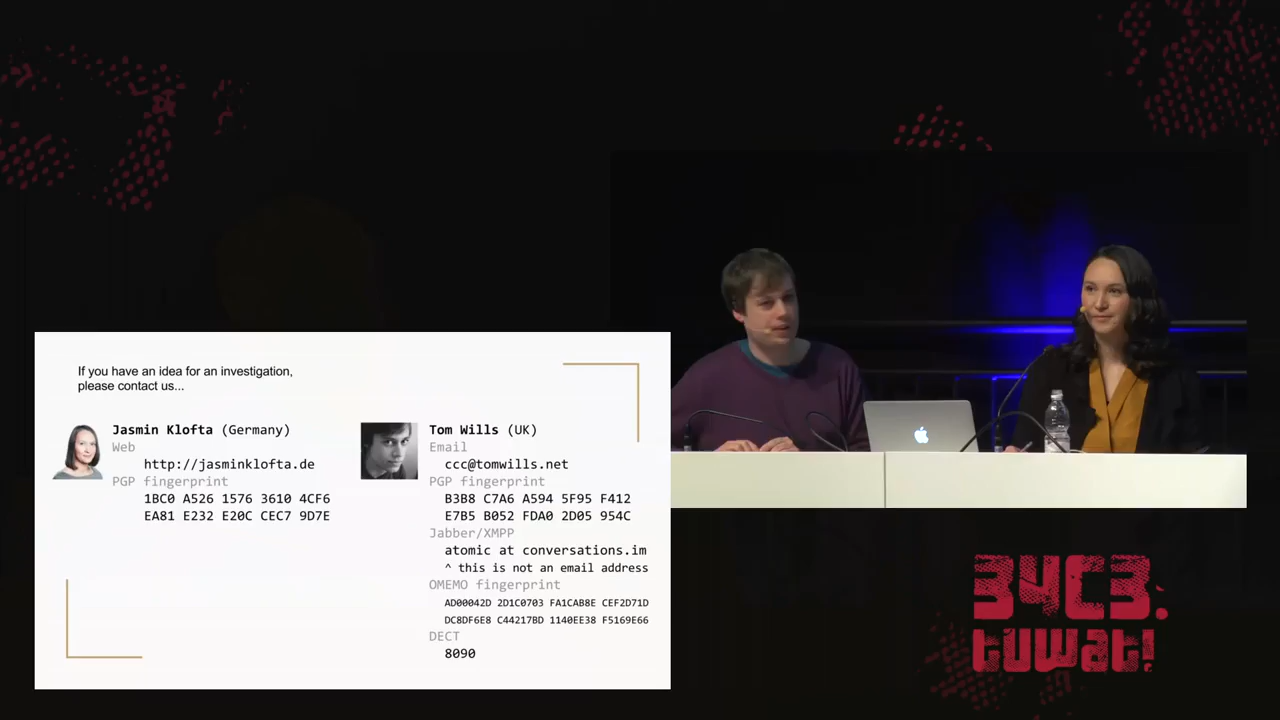 If you have an idea for an investigation,
please contact us...
Jasmin Klofta (Germany)
Web
http://jasminklofta.de
PGP fingerprint
1BC0 A526 1576 3610 4CF6
EA81 E232 E20C CEC7 9D7E
Tom Wills (UK)
Email
ccc@tomwills.net
PGP fingerprint
B3B8 C7A6 A594 5F95 F412
E7B5 B052 FDA0 2D05 954C
Jabber/XMPP
atomic at conversations.im
^ this is not an email address
OMEMO fingerprint
AD00042D 2D1C0703 FA1CAB8E CEF2D71D
DC8DF6E8 C44217BD 1140EE38 F5169E66
DECT
8090
34C3.
tuwat!